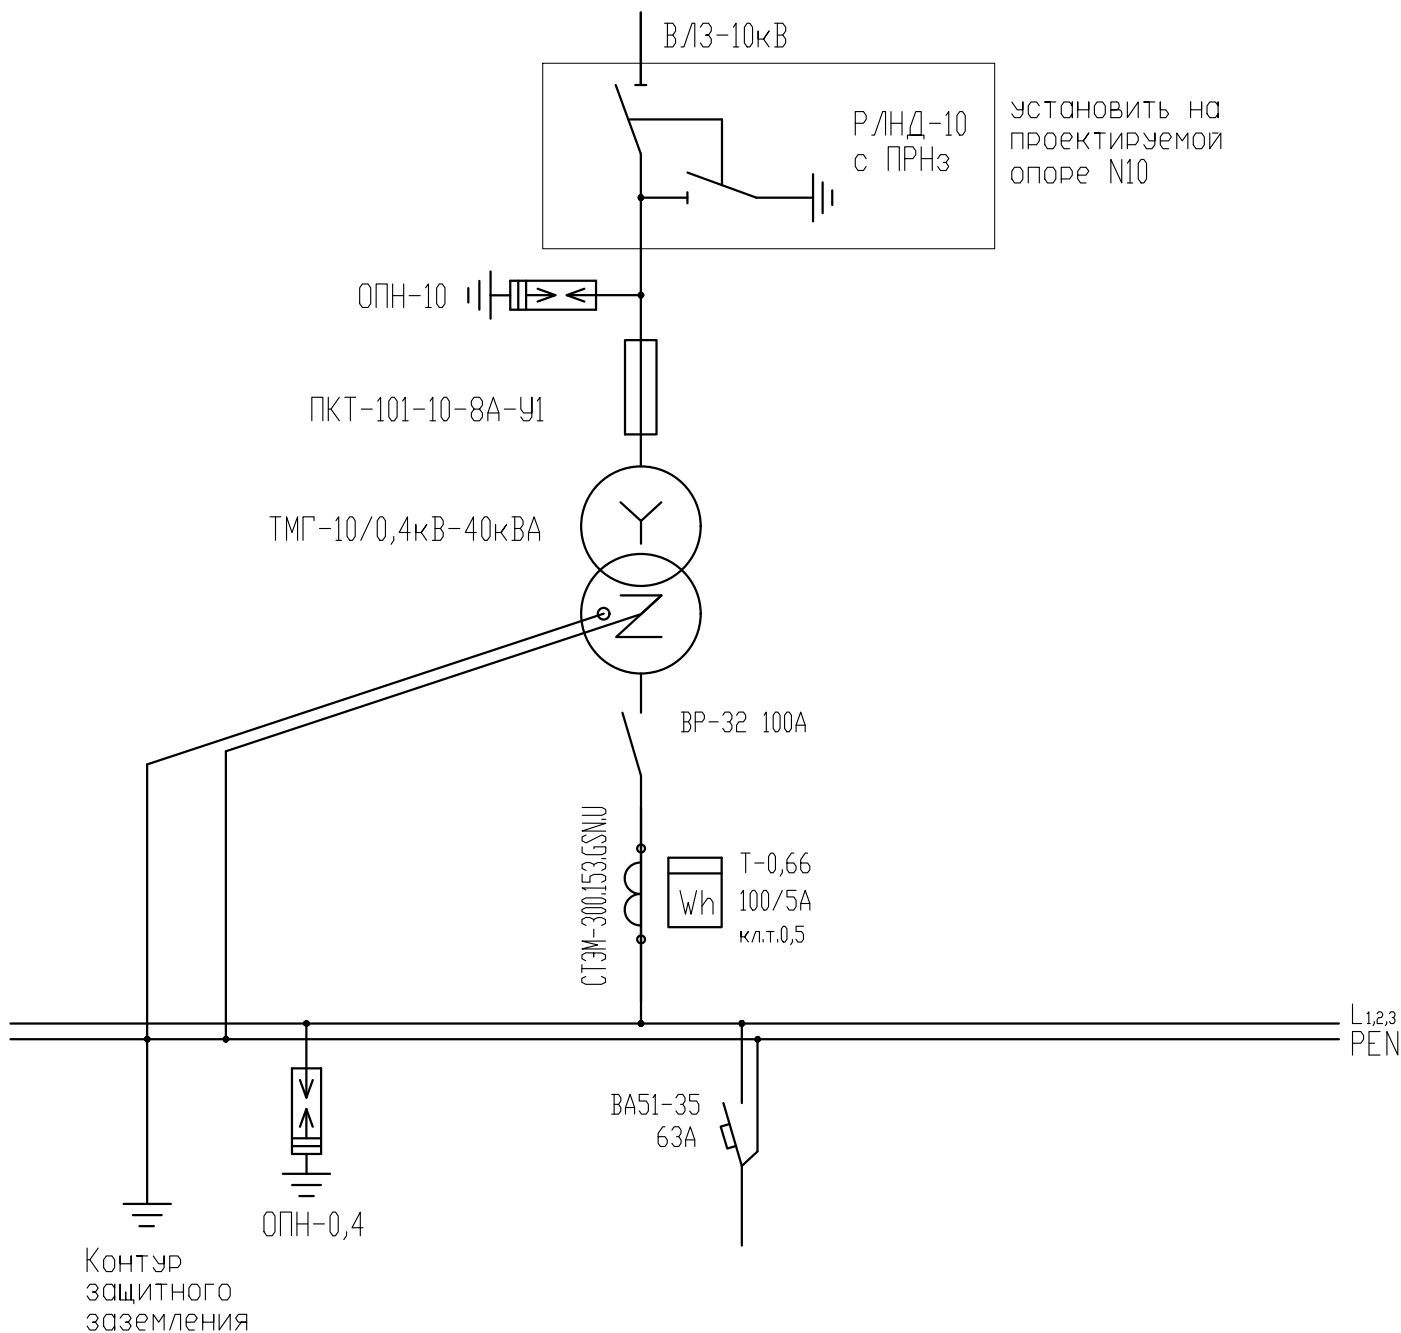 ВЛЗ-10кВ
РЛНД-10
с ПРНз
установить на
проектируемой
опоре N10
ОПН-10
ПКТ-101-10-8А-У1
ТМГ-10/0,4кВ-40кВА
Y
Z
ВР-32 100А
СТЭМ-300.153.GSN.U
Wh
Т-0,66
100/5А
кл.т.0,5
L1,2,3
PEN
ВА51-35
63А
ОПН-0,4
Контур
защитного
заземления